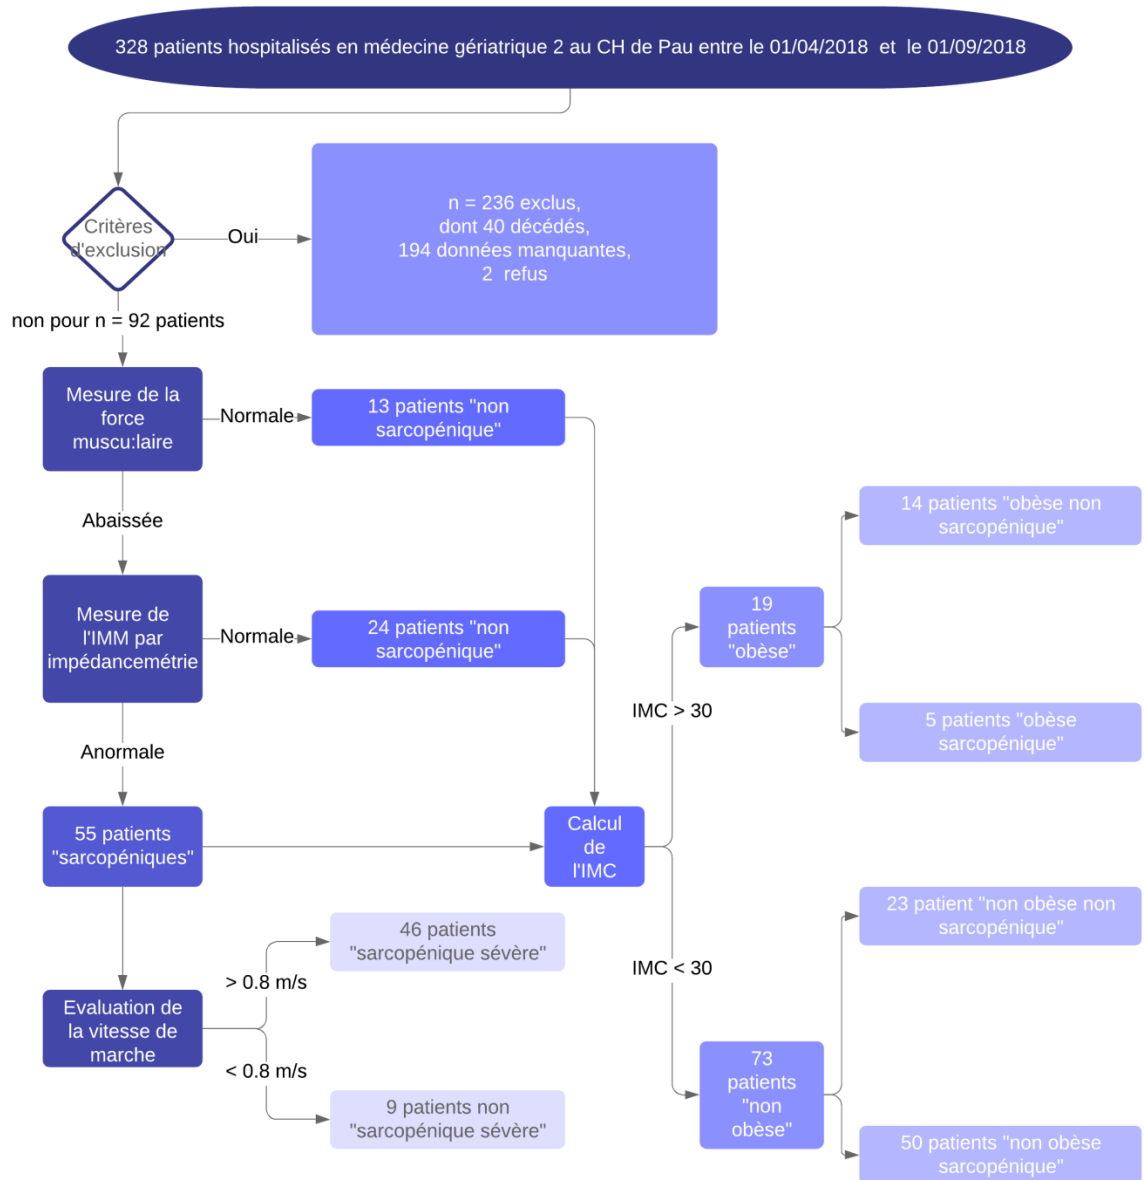 328 patients hospitalisés en médecine gériatrique 2 au CH de Pau entre le 01/04/2018 et le 01/09/2018
Critères
d'exclusion
Oui
n = 236 exclus,
dont 40 décédés,
194 données manquantes,
2 refus
non pour n = 92 patients
Mesure de la
force
muscu:laire
Normale
13 patients "non
sarcopénique"
Abaissée
Mesure de
l'IMM par
impédancemétrie
Normale
24 patients "non
sarcopénique"
Anormale
55 patients
"sarcopéniques"
Calcul
de
l'IMC
IMC > 30
19
patients
"obèse"
14 patients "obèse non
sarcopénique"
5 patients "obèse
sarcopénique"
IMC < 30
73
patients
"non
obèse"
23 patient "non obèse non
sarcopénique"
50 patients "non obèse
sarcopénique"
Evaluation de
la vitesse de
marche
> 0.8 m/s
46 patients
"sarcopénique sévère"
< 0.8 m/s
9 patients non
"sarcopénique sévère"